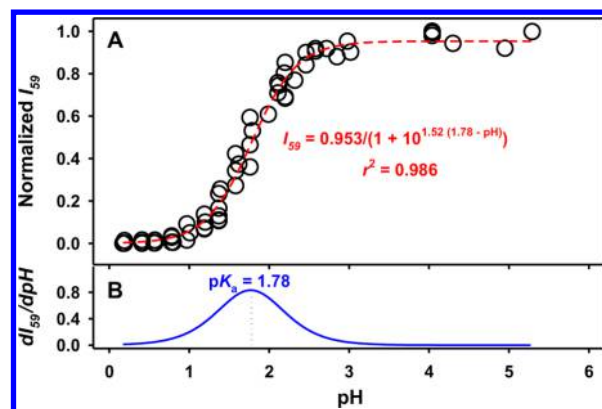 A
1.0
0.8
0.6
0.4
0.2
0.0
Normalized I₅₉
I₅₉ = 0.953/(1 + 10^1.52 (1.78 - pH))
r² = 0.986
B
pKₐ = 1.78
0.8
0.4
0.0
dI₅₉/dpH
0 1 2 3 4 5 6
pH